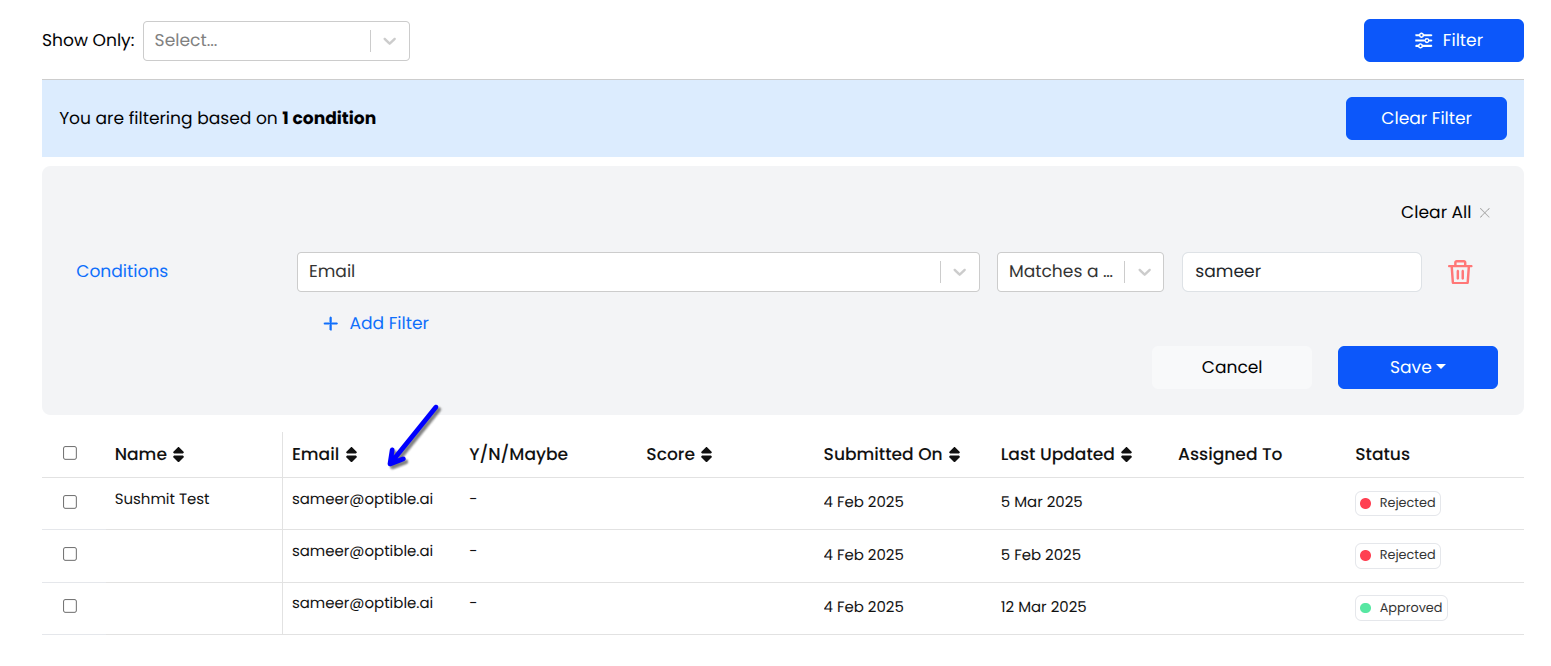 Show Only: Select... Filter
You are filtering based on 1 condition Clear Filter
Clear All
Conditions Email Matches a ... sameer
+ Add Filter
Cancel Save
Name Email Y/N/Maybe Score Submitted On Last Updated Assigned To Status
Sushmit Test sameer@optible.ai - 4 Feb 2025 5 Mar 2025 Rejected
sameer@optible.ai - 4 Feb 2025 5 Feb 2025 Rejected
sameer@optible.ai - 4 Feb 2025 12 Mar 2025 Approved